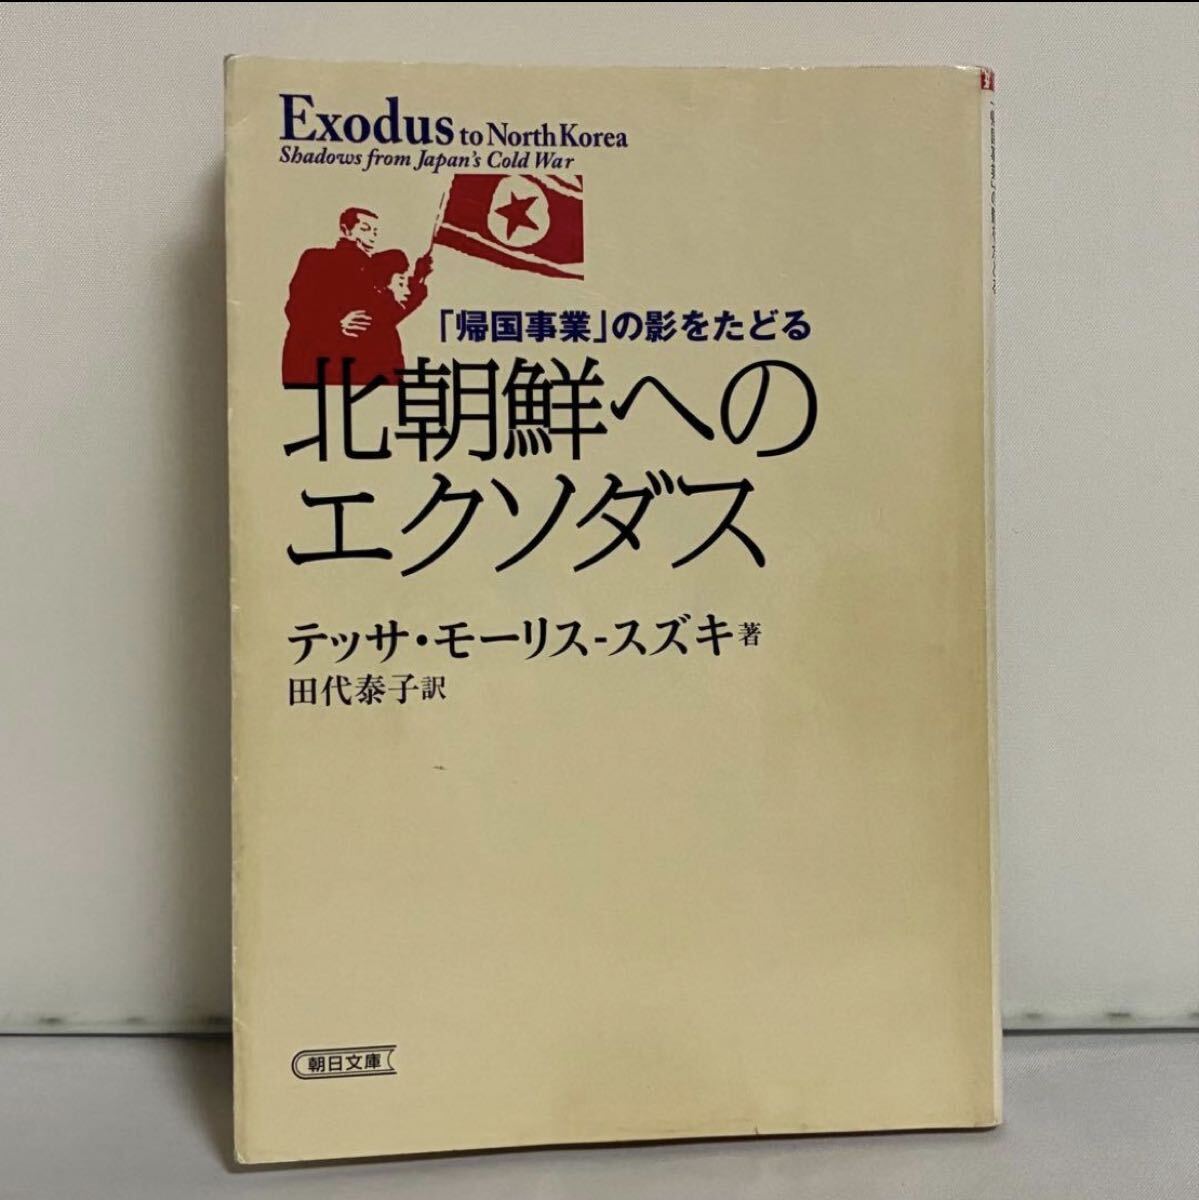 Exodus to North Korea
Shadows from Japan's Cold War
「帰国事業」の影をたどる
北朝鮮への
エクソダス
テッサ・モーリス-スズキ 著
田代泰子 訳
朝日文庫